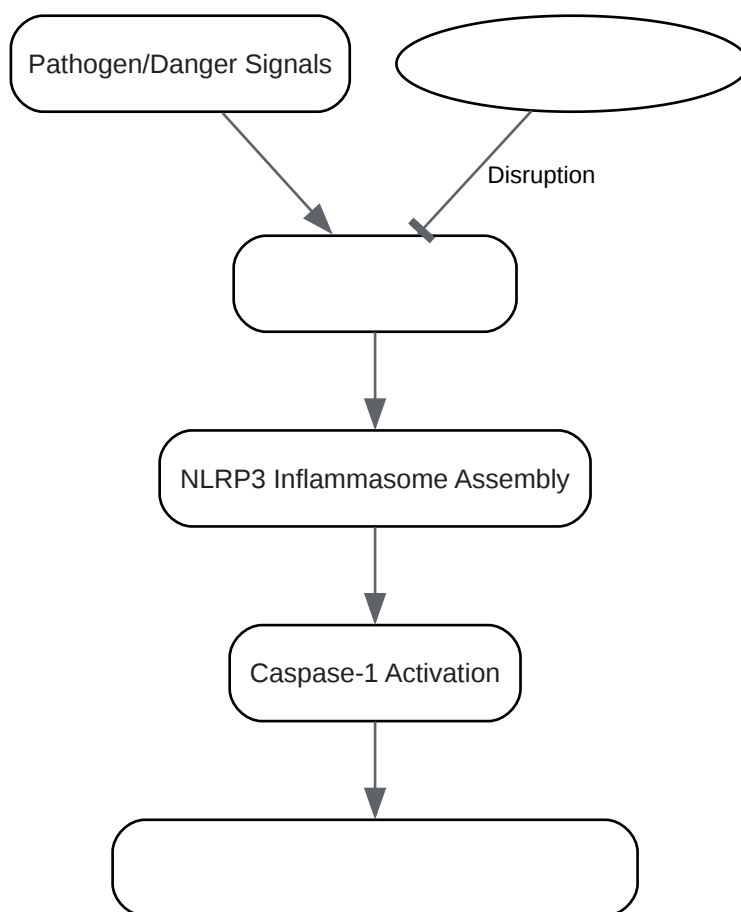 Pathogen/Danger Signals
Disruption
NLRP3 Inflammasome Assembly
Caspase-1 Activation